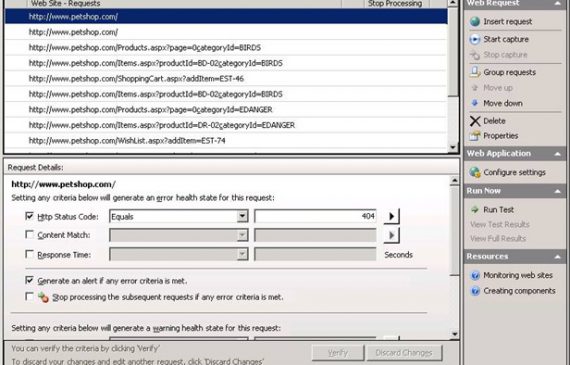 Web Site - Requests
Stop Processing
http://www.petshop.com/
http://www.petshop.com/
http://www.petshop.com/Products.aspx?page=0categoryId=BIRDS
http://www.petshop.com/Items.aspx?productId=BD-02categoryId=BIRDS
http://www.petshop.com/ShoppingCart.aspx?addItem=EST-46
http://www.petshop.com/Items.aspx?productId=BD-02categoryId=BIRDS
http://www.petshop.com/Products.aspx?page=0categoryId=EDANGER
http://www.petshop.com/Items.aspx?productId=DR-02categoryId=EDANGER
http://www.petshop.com/WishList.aspx?addItem=EST-74
Request Details:
http://www.petshop.com/
Setting any criteria below will generate an error health state for this request:
Http Status Code:
Equals
404
Content Match:
Response Time:
Seconds
Generate an alert if any error criteria is met.
Stop processing the subsequent requests if any error criteria is met.
Setting any criteria below will generate a warning health state for this request:
You can verify the criteria by clicking 'Verify'
To discard your changes and edit another request, click 'Discard Changes'
Verify
Discard Changes
Web Request
Insert request
Start capture
Stop capture
Group requests
Move up
Move down
Delete
Properties
Web Application
Configure settings
Run Now
Run Test
View Test Results
View Full Results
Resources
Monitoring web sites
Creating components